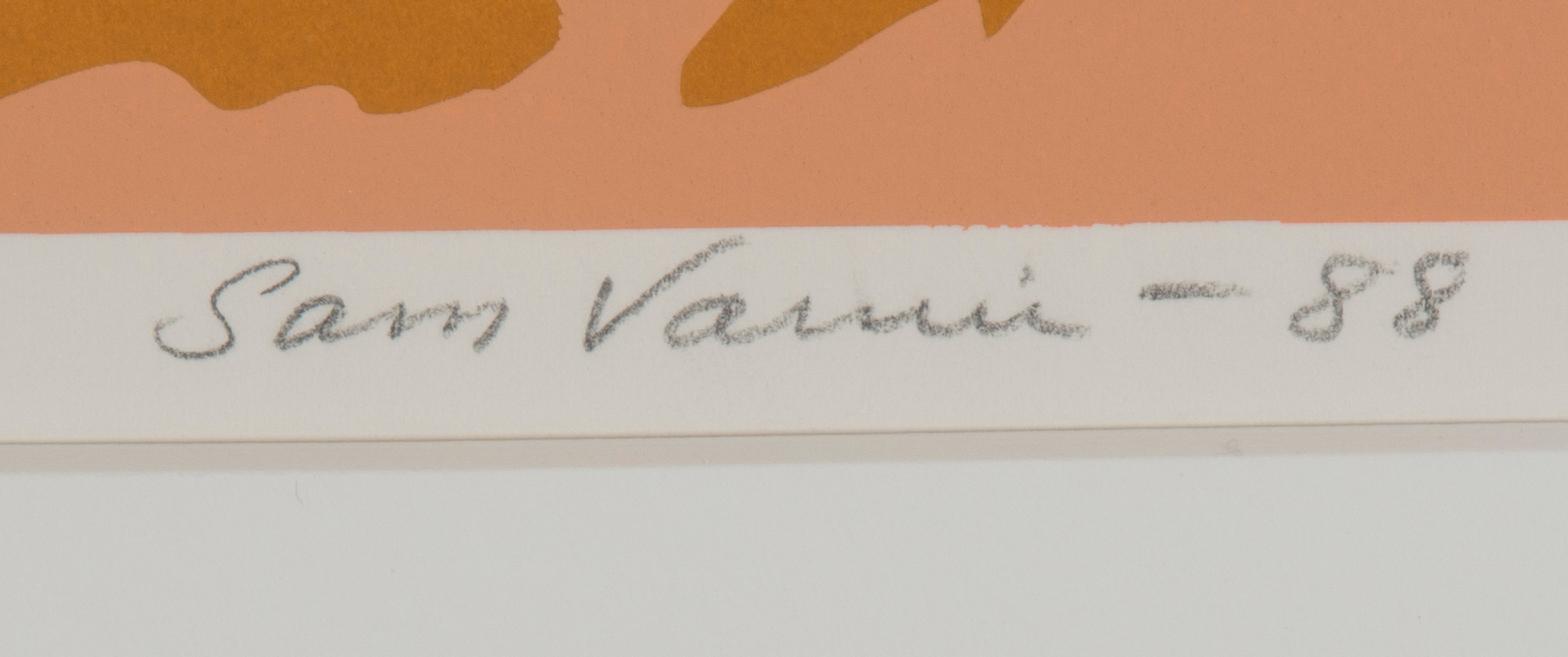 Sam Vanni - 88